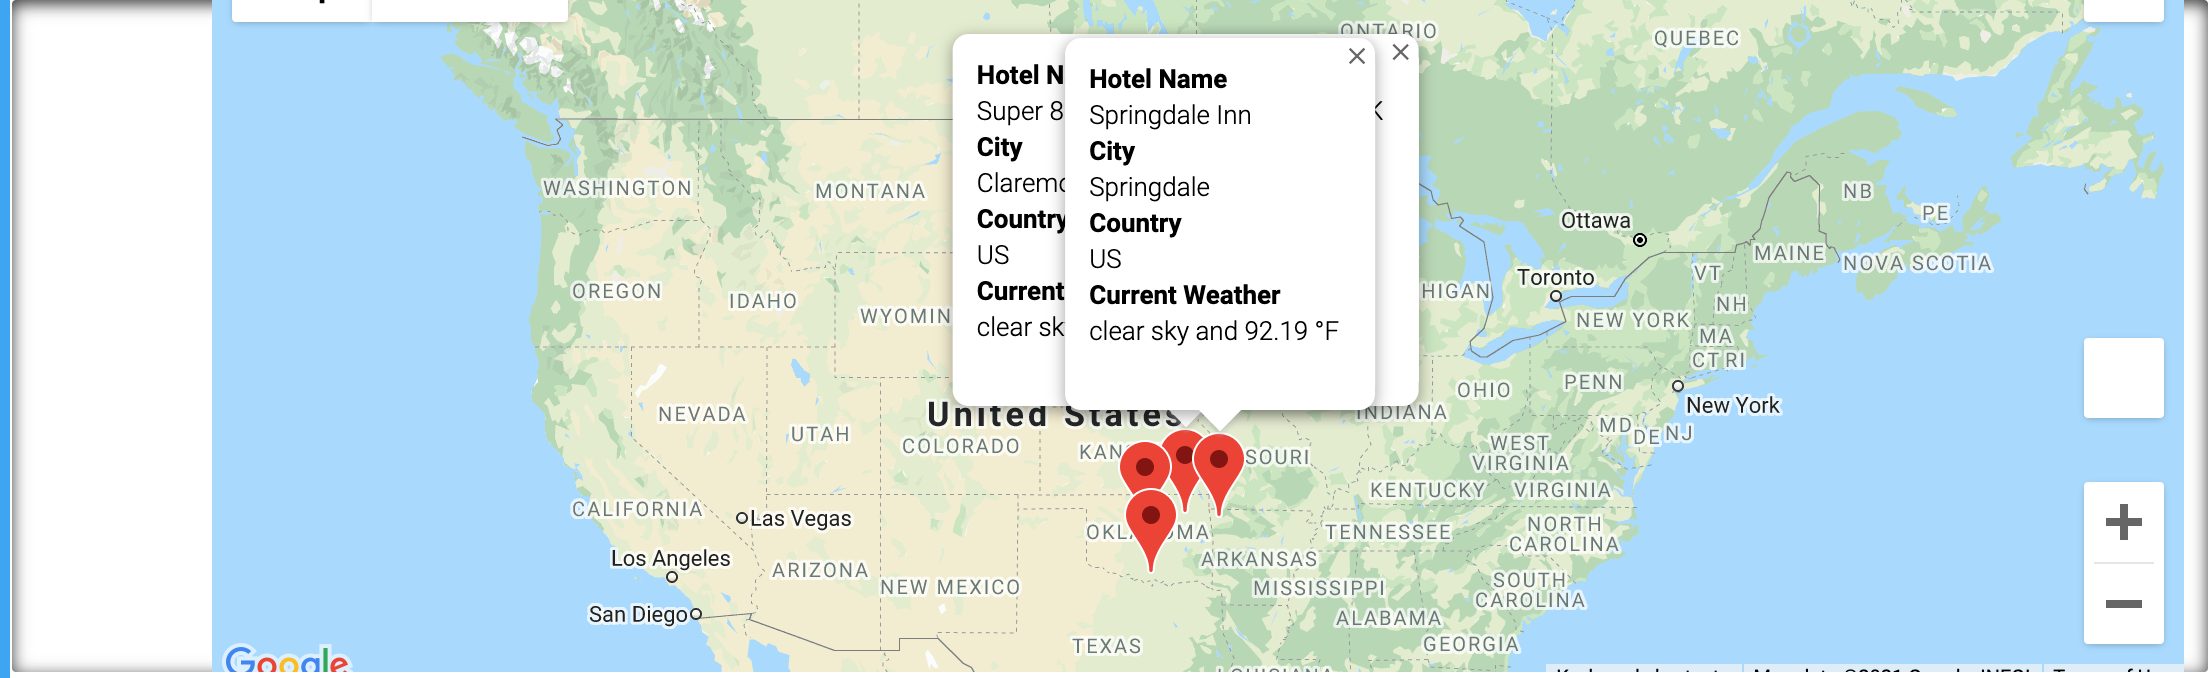 ONTARIO
QUEBEC
Hotel N
Super 8
City
Claremo
Country
US
Current
clear sk
K
Hotel Name
Springdale Inn
City
Springdale
Country
US
Current Weather
clear sky and 92.19 °F
WASHINGTON
MONTANA
NB
PE
Ottawa
MAINE
NOVA SCOTIA
OREGON
IDAHO
WYOMIN
HIGAN
Toronto
VT
NH
NEW YORK
MA
CT RI
NEVADA
UTAH
United States
COLORADO
KAN
SOURI
INDIANA
OHIO
PENN
New York
MD
DE
NJ
WEST
VIRGINIA
KENTUCKY
VIRGINIA
CALIFORNIA
Las Vegas
Los Angeles
San Diego
ARIZONA
NEW MEXICO
OKLA
OMA
ARKANSAS
TENNESSEE
NORTH
CAROLINA
MISSISSIPPI
SOUTH
CAROLINA
ALABAMA
GEORGIA
TEXAS
LOUISIANA
Google